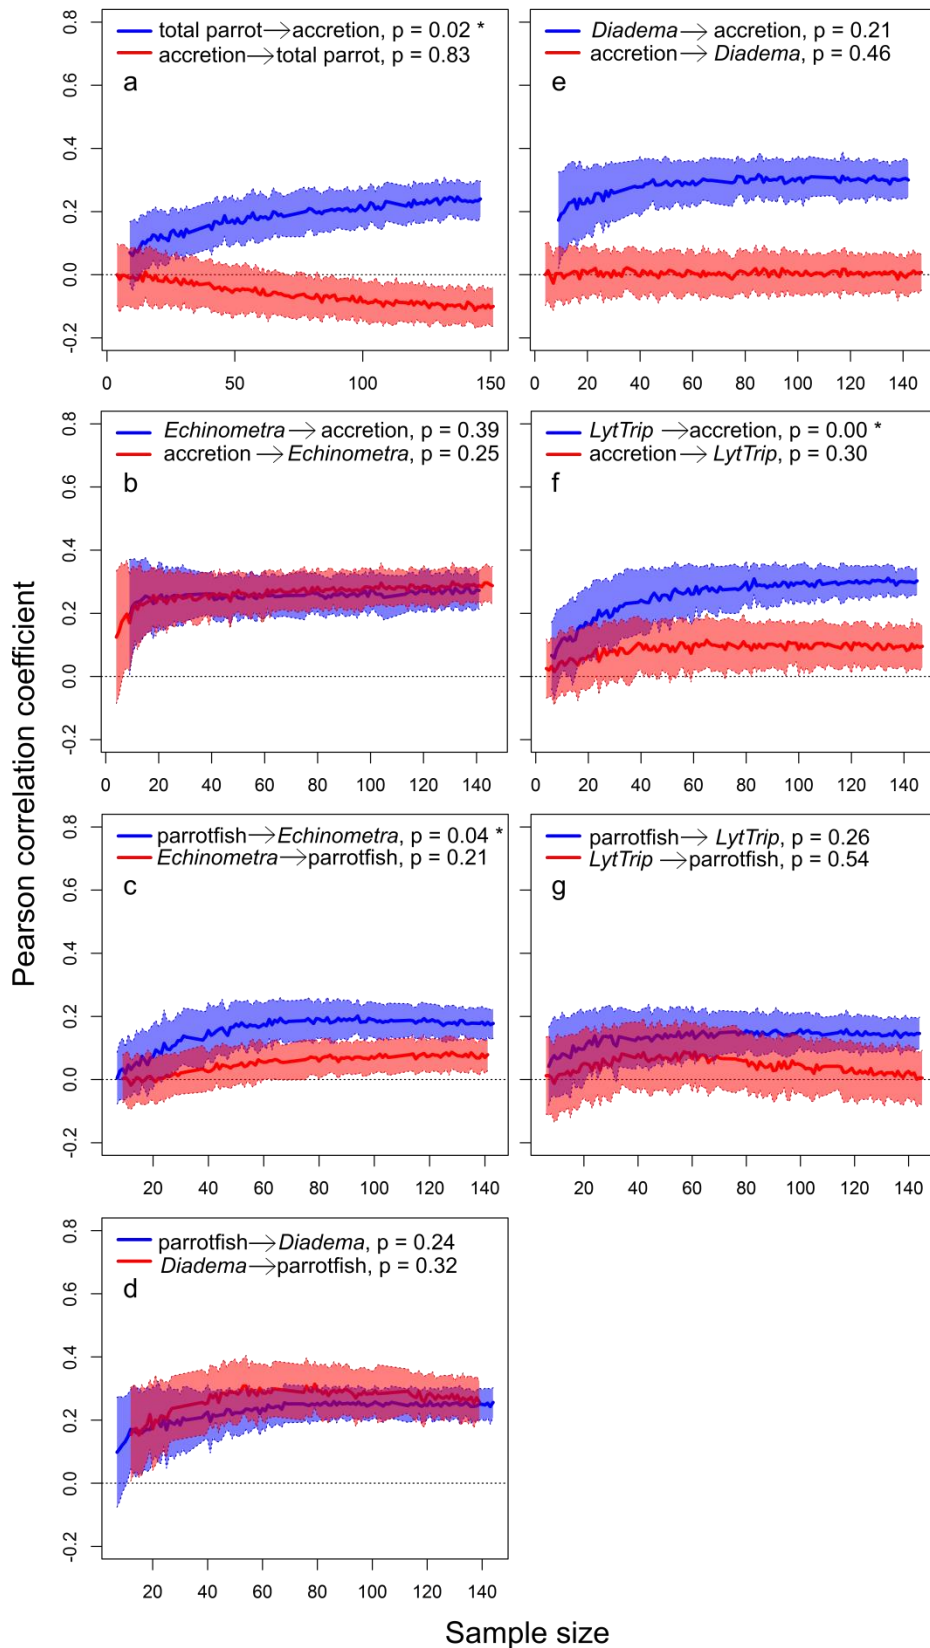 total parrot→accretion, p = 0.02 *
accretion→total parrot, p = 0.83
a
0.8
0.6
0.4
0.2
0.0
-0.2
0 50 100 150
Diadema→accretion, p = 0.21
accretion→Diadema, p = 0.46
e
0 20 40 60 80 100 120 140
Echinometra→accretion, p = 0.39
accretion→Echinometra, p = 0.25
b
0.8
0.6
0.4
0.2
0.0
-0.2
0 20 40 60 80 100 120 140
LytTrip →accretion, p = 0.00 *
accretion→LytTrip, p = 0.30
f
0 20 40 60 80 100 120 140
Pearson correlation coefficient
parrotfish→Echinometra, p = 0.04 *
Echinometra→parrotfish, p = 0.21
c
0.8
0.6
0.4
0.2
0.0
-0.2
20 40 60 80 100 120 140
parrotfish→LytTrip, p = 0.26
LytTrip →parrotfish, p = 0.54
g
20 40 60 80 100 120 140
parrotfish→Diadema, p = 0.24
Diadema→parrotfish, p = 0.32
d
0.8
0.6
0.4
0.2
0.0
-0.2
20 40 60 80 100 120 140
Sample size